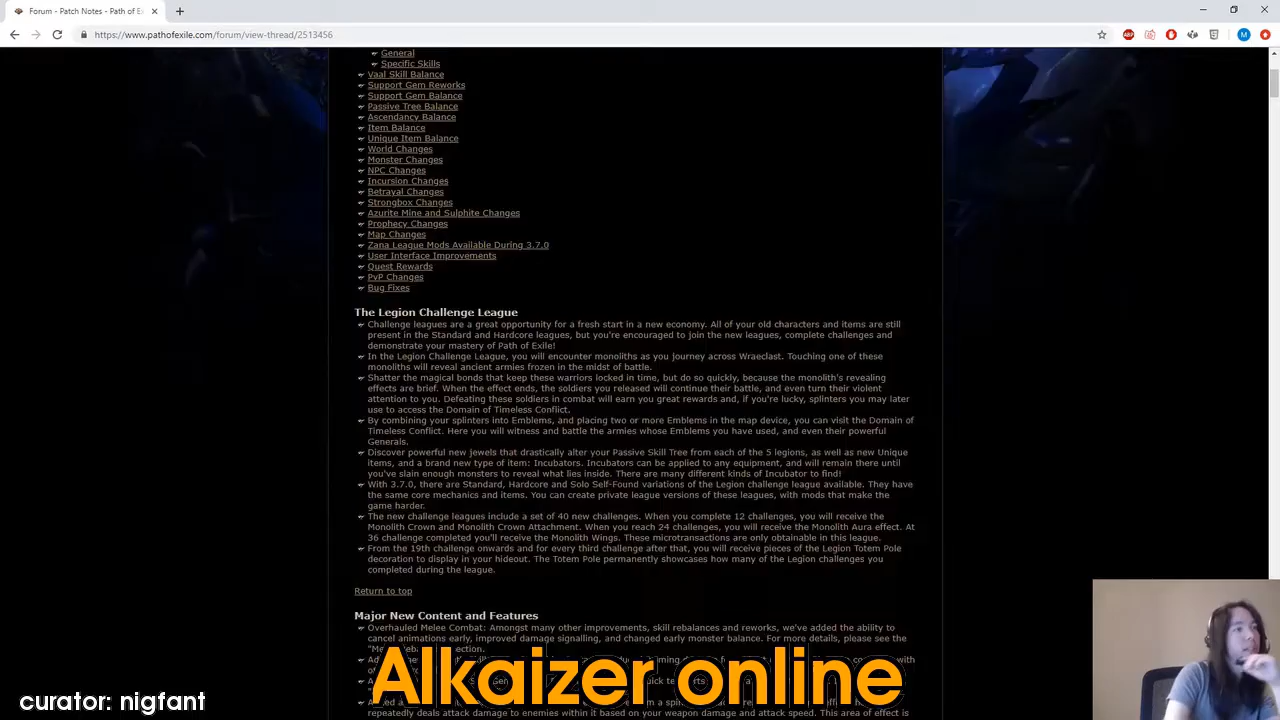 Forum - Patch Notes - Path of E
https://www.pathofexile.com/forum/view-thread/2513456
General
Specific Skills
Vaal Skill Balance
Support Gem Reworks
Support Gem Balance
Passive Tree Balance
Ascendancy Balance
Item Balance
Unique Item Balance
World Changes
Monster Changes
NPC Changes
Incursion Changes
Betrayal Changes
Strongbox Changes
Azurite Mine and Sulphite Changes
Prophecy Changes
Map Changes
Zana League Mods Available During 3.7.0
User Interface Improvements
Quest Rewards
PvP Changes
Bug Fixes
The Legion Challenge League
Challenge leagues are a great opportunity for a fresh start in a new economy. All of your old characters and items are still
present in the Standard and Hardcore leagues, but you're encouraged to join the new leagues, complete challenges and
demonstrate your mastery of Path of Exile!
In the Legion Challenge League, you will encounter monoliths as you journey across Wraeclast. Touching one of these
monoliths will reveal ancient armies frozen in the midst of battle.
Shatter the magical bonds that keep these warriors locked in time, but do so quickly, because the monolith's revealing
effects are brief. When the effect ends, the soldiers you released will continue their battle, and even turn their violent
attention to you. Defeating these soldiers in combat will earn you great rewards and, if you're lucky, splinters you may later
use to access the Domain of Timeless Conflict.
By combining your splinters into Emblems, and placing two or more Emblems in the map device, you can visit the Domain of
Timeless Conflict. Here you will witness and battle the armies whose Emblems you have used, and even their powerful
Generals.
Discover powerful new jewels that drastically alter your Passive Skill Tree from each of the 5 legions, as well as new Unique
items, and a brand new type of item: Incubators. Incubators can be applied to any equipment, and will remain there until
you've slain enough monsters to reveal what lies inside. There are many different kinds of Incubator to find!
With 3.7.0, there are Standard, Hardcore and Solo Self-Found variations of the Legion challenge league available. They have
the same core mechanics and items. You can create private league versions of these leagues, with mods that make the
game harder.
The new challenge leagues include a set of 40 new challenges. When you complete 12 challenges, you will receive the
Monolith Crown and Monolith Crown Attachment. When you reach 24 challenges, you will receive the Monolith Aura effect. At
36 challenge completed you'll receive the Monolith Wings. These microtransactions are only obtainable in this league.
From the 19th challenge onwards and for every third challenge after that, you will receive pieces of the Legion Totem Pole
decoration to display in your hideout. The Totem Pole permanently showcases how many of the Legion challenges you
completed during the league.
Return to top
Major New Content and Features
Overhauled Melee Combat: Amongst many other improvements, skill rebalances and reworks, we've added the ability to
cancel animations early, improved damage signalling, and changed early monster balance. For more details, please see the
Alkaizer online
repeatedly deals attack damage to enemies within it based on your weapon damage and attack speed. This area of effect is
curator: nigfant